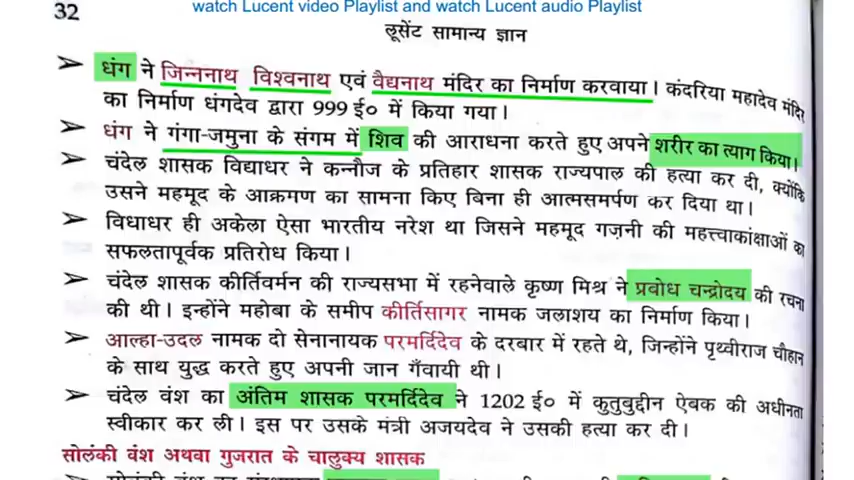 watch Lucent video Playlist and watch Lucent audio Playlist
32
लूसेंट सामान्य ज्ञान
➢ धंग ने जिन्ननाथ विश्वनाथ एवं वैद्यनाथ मंदिर का निर्माण करवाया। कंदरिया महादेव मंदिर
का निर्माण धंगदेव द्वारा 999 ई० में किया गया।
➢ धंग ने गंगा-जमुना के संगम में शिव की आराधना करते हुए अपने शरीर का त्याग किया।
➢ चंदेल शासक विद्याधर ने कन्नौज के प्रतिहार शासक राज्यपाल की हत्या कर दी, क्योंकि
उसने महमूद के आक्रमण का सामना किए बिना ही आत्मसमर्पण कर दिया था।
➢ विधाधर ही अकेला ऐसा भारतीय नरेश था जिसने महमूद गज़नी की महत्त्वाकांक्षाओं का
सफलतापूर्वक प्रतिरोध किया।
➢ चंदेल शासक कीर्तिवर्मन की राज्यसभा में रहनेवाले कृष्ण मिश्र ने प्रबोध चन्द्रोदय की रचना
की थी। इन्होंने महोबा के समीप कीर्तिसागर नामक जलाशय का निर्माण किया।
➢ आल्हा-उदल नामक दो सेनानायक परमर्दिदेव के दरबार में रहते थे, जिन्होंने पृथ्वीराज चौहान
के साथ युद्ध करते हुए अपनी जान गँवायी थी।
➢ चंदेल वंश का अंतिम शासक परमर्दिदेव ने 1202 ई० में कुतुबुद्दीन ऐबक की अधीनता
स्वीकार कर ली। इस पर उसके मंत्री अजयदेव ने उसकी हत्या कर दी।
सोलंकी वंश अथवा गुजरात के चालुक्य शासक